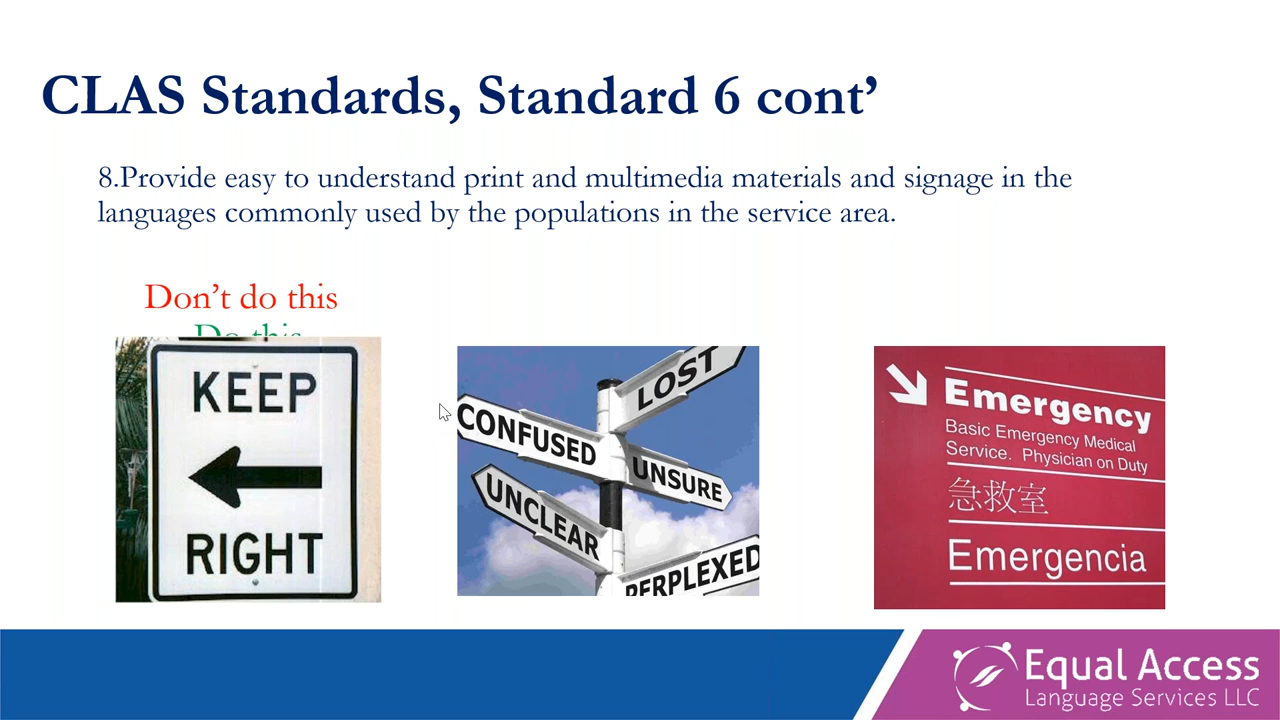 CLAS Standards, Standard 6 cont’
8.Provide easy to understand print and multimedia materials and signage in the
languages commonly used by the populations in the service area.
Don’t do this
Do this
KEEP
RIGHT
LOST
CONFUSED
UNSURE
UNCLEAR
PERPLEXED
Emergency
Basic Emergency Medical
Service. Physician on Duty
急救室
Emergencia
Equal Access
Language Services LLC